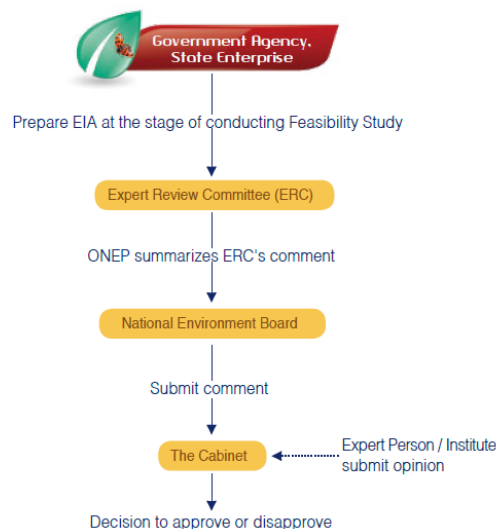 Government Agency,
State Enterprise
Prepare EIA at the stage of conducting Feasibility Study
Expert Review Committee (ERC)
ONEP summarizes ERC's comment
National Environment Board
Submit comment
The Cabinet
Expert Person / Institute
submit opinion
Decision to approve or disapprove